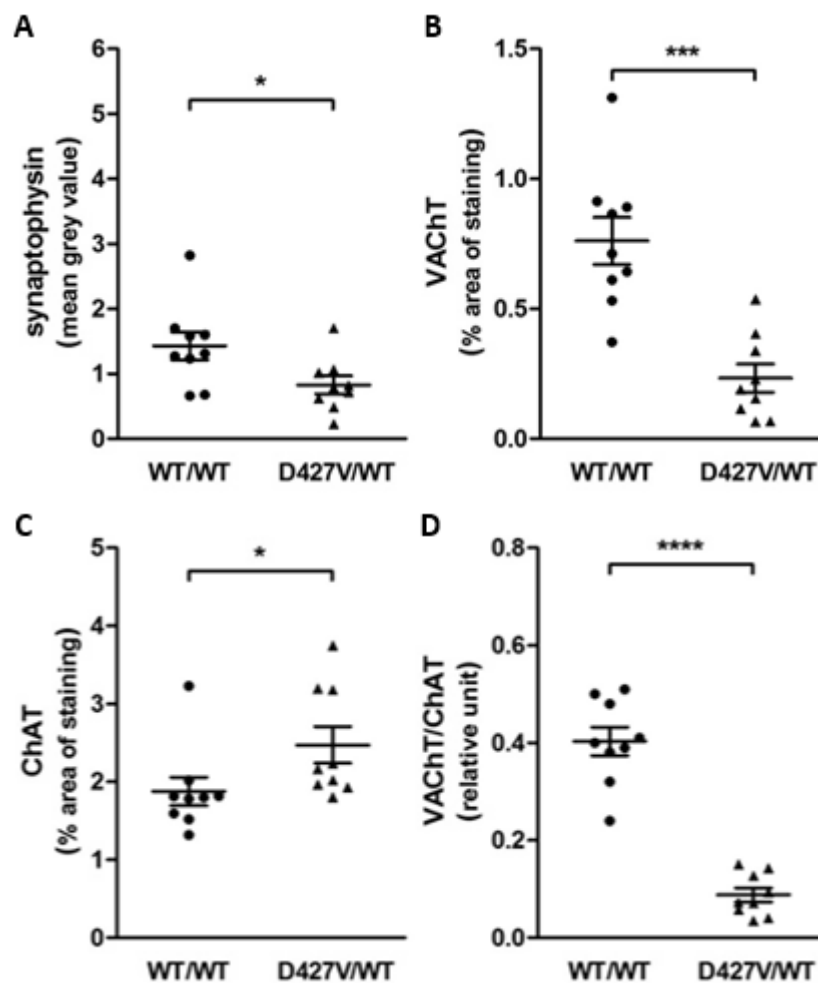 A
synaptophysin
(mean grey value)
6
5
4
3
2
1
0
*
WT/WT D427V/WT
B
VAChT
(% area of staining)
1.5
1.0
0.5
0.0
***
WT/WT D427V/WT
C
ChAT
(% area of staining)
5
4
3
2
1
0
*
WT/WT D427V/WT
D
VAChT/ChAT
(relative unit)
0.8
0.6
0.4
0.2
0.0
****
WT/WT D427V/WT